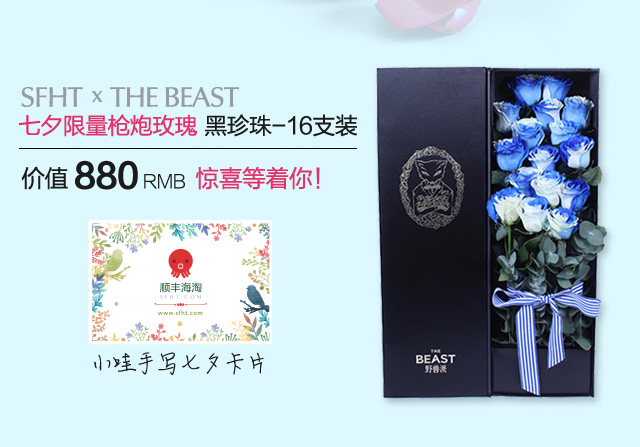 SFHT x THE BEAST
七夕限量枪炮玫瑰 黑珍珠-16支装
价值 880 RMB 惊喜等着你!
顺丰海淘
SFHT.COM
www.sfht.com
小哇手写七夕卡片
THE
BEAST
野兽派